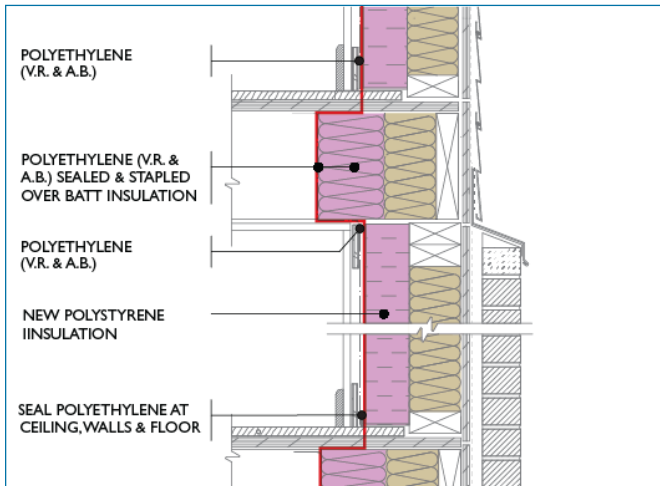 POLYETHYLENE
(V.R. & A.B.)
POLYETHYLENE (V.R. &
A.B.) SEALED & STAPLED
OVER BATT INSULATION
POLYETHYLENE
(V.R. & A.B.)
NEW POLYSTYRENE
IINSULATION
SEAL POLYETHYLENE AT
CEILING, WALLS & FLOOR